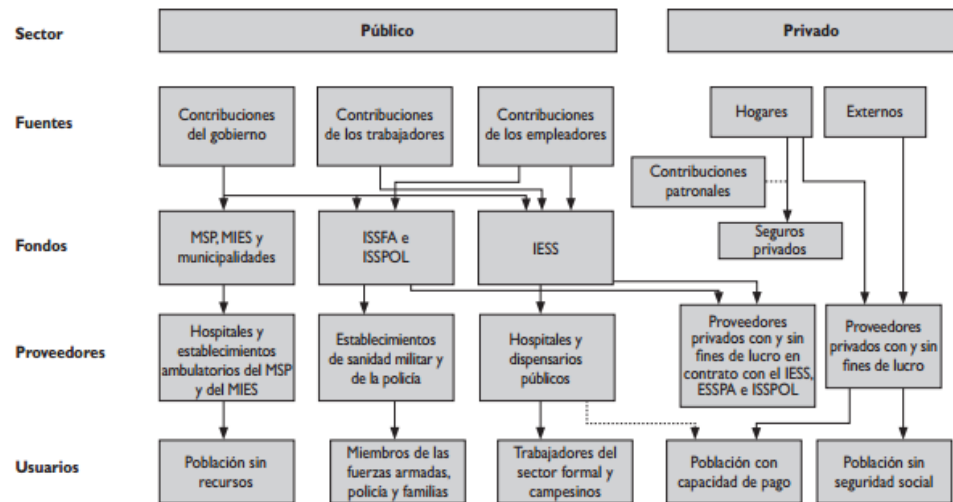 Sector
Público
Privado
Fuentes
Contribuciones
del gobierno
Contribuciones
de los trabajadores
Contribuciones
de los empleadores
Hogares
Externos
Contribuciones
patronales
Fondos
MSP, MIES y
municipalidades
ISSFA e
ISSPOL
IESS
Seguros
privados
Proveedores
Hospitales y
establecimientos
ambulatorios del MSP
y del MIES
Establecimientos
de sanidad militar y
de la policía
Hospitales y
dispensarios
públicos
Proveedores
privados con y sin
fines de lucro en
contrato con el IESS,
ESSPA e ISSPOL
Proveedores
privados con y sin
fines de lucro
Usuarios
Población sin
recursos
Miembros de las
fuerzas armadas,
policía y familias
Trabajadores del
sector formal y
campesinos
Población con
capacidad de pago
Población sin
seguridad social